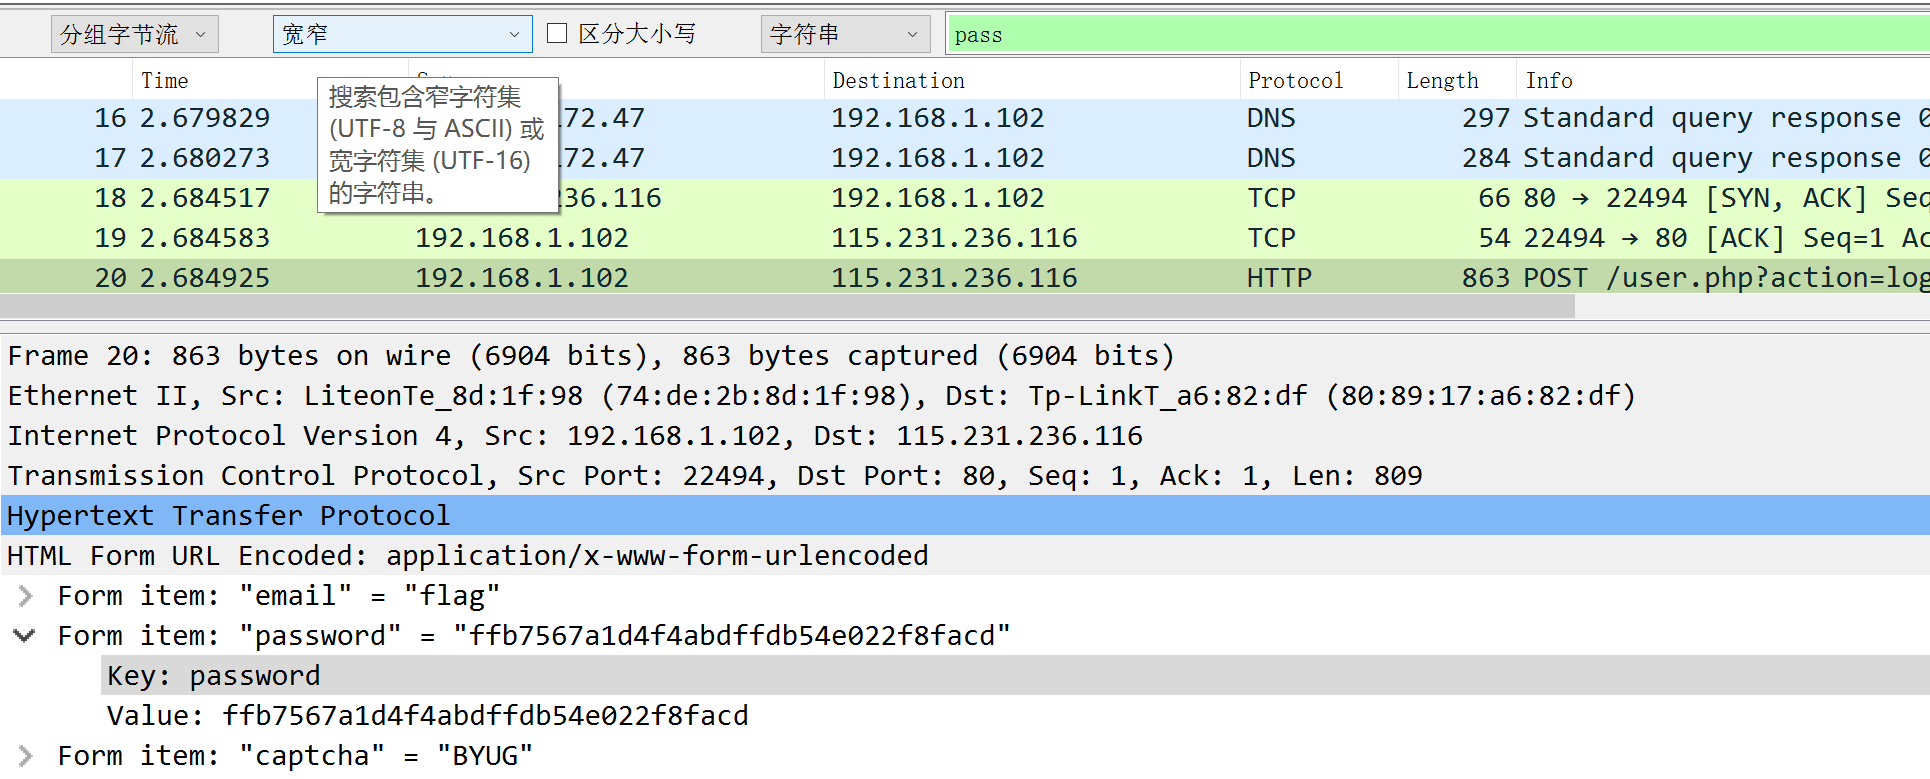 分组字节流 宽窄 区分大小写 字符串 pass
Time Destination Protocol Length Info
搜索包含窄字符集
(UTF-8 与 ASCII) 或
宽字符集 (UTF-16)
的字符串。
16 2.679829 72.47 192.168.1.102 DNS 297 Standard query response
17 2.680273 72.47 192.168.1.102 DNS 284 Standard query response
18 2.684517 36.116 192.168.1.102 TCP 66 80 → 22494 [SYN, ACK] Seq
19 2.684583 192.168.1.102 115.231.236.116 TCP 54 22494 → 80 [ACK] Seq=1 Ac
20 2.684925 192.168.1.102 115.231.236.116 HTTP 863 POST /user.php?action=log
Frame 20: 863 bytes on wire (6904 bits), 863 bytes captured (6904 bits)
Ethernet II, Src: LiteonTe_8d:1f:98 (74:de:2b:8d:1f:98), Dst: Tp-LinkT_a6:82:df (80:89:17:a6:82:df)
Internet Protocol Version 4, Src: 192.168.1.102, Dst: 115.231.236.116
Transmission Control Protocol, Src Port: 22494, Dst Port: 80, Seq: 1, Ack: 1, Len: 809
Hypertext Transfer Protocol
HTML Form URL Encoded: application/x-www-form-urlencoded
Form item: "email" = "flag"
Form item: "password" = "ffb7567a1d4f4abdffdb54e022f8facd"
Key: password
Value: ffb7567a1d4f4abdffdb54e022f8facd
Form item: "captcha" = "BYUG"